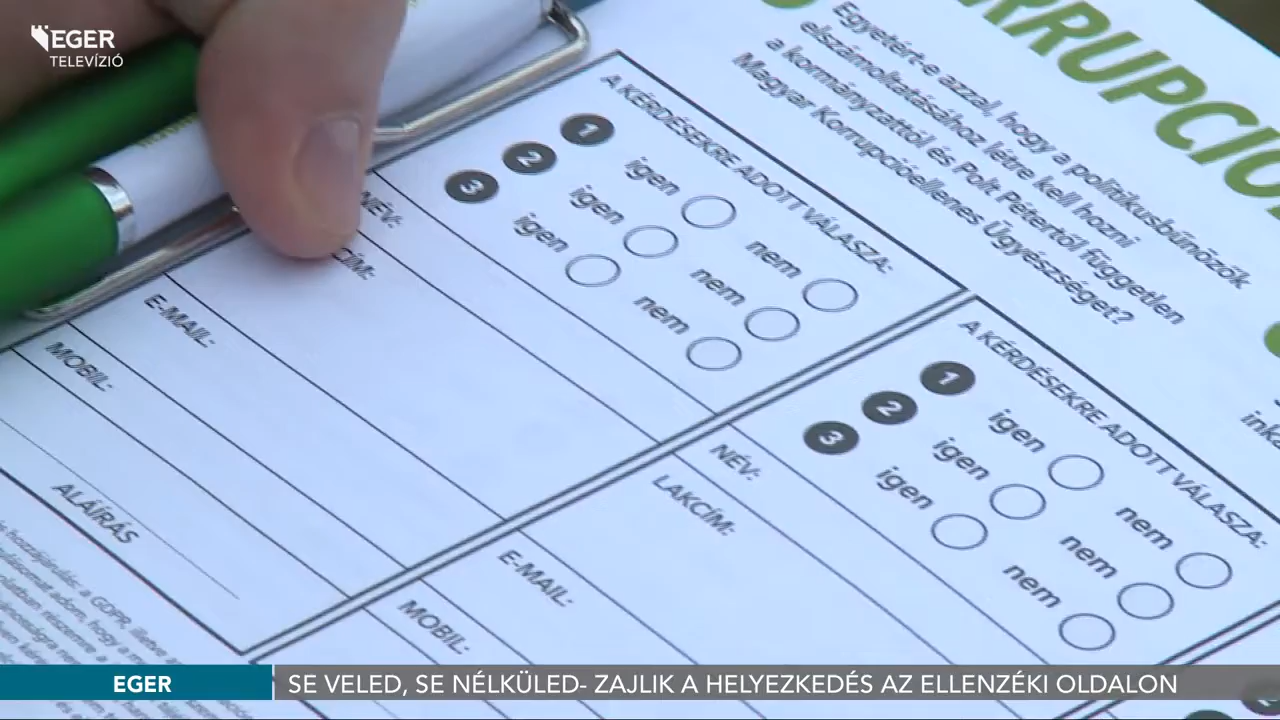 EGER
TELEVÍZIÓ
RRUPCIÓ
Egyetért-e azzal, hogy a politikusbűnözők
elszámoltatásához létre kell hozni
a kormányzattól és Polt Pétertől független
Magyar Korrupcióellenes Ügyészséget?
A KÉRDÉSEKRE ADOTT VÁLASZA:
1 igen nem
2 igen nem
3 igen nem
NÉV:
CÍM:
E-MAIL:
MOBIL:
ALÁÍRÁS
A KÉRDÉSEKRE ADOTT VÁLASZA:
1 igen nem
2 igen nem
3 igen nem
NÉV:
LAKCÍM:
E-MAIL:
MOBIL:
EGER
SE VELED, SE NÉLKÜLED- ZAJLIK A HELYEZKEDÉS AZ ELLENZÉKI OLDALON